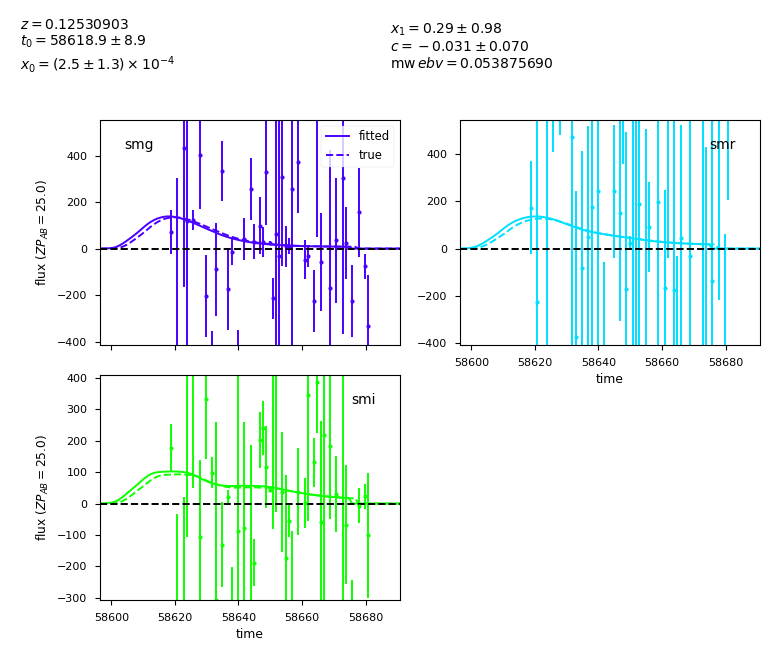 z = 0.12530903
t₀ = 58618.9 ± 8.9
x₀ = (2.5 ± 1.3) × 10⁻⁴
x₁ = 0.29 ± 0.98
c = −0.031 ± 0.070
mw ebv = 0.053875690
smg
fitted
true
400
200
0
−200
−400
flux (ZP_AB = 25.0)
smr
400
200
0
−200
−400
58600 58620 58640 58660 58680
time
smi
400
300
200
100
0
−100
−200
−300
flux (ZP_AB = 25.0)
58600 58620 58640 58660 58680
time